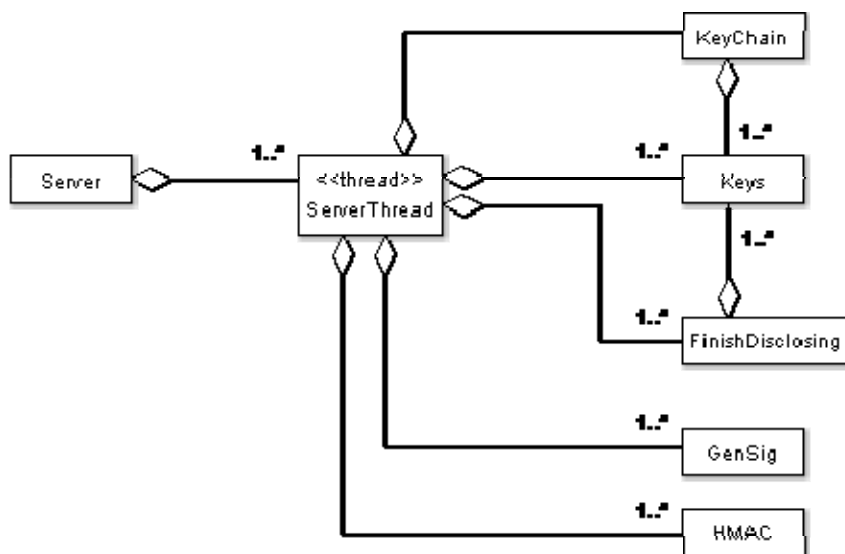 KeyChain
1..*
Server
1..*
<<thread>>
ServerThread
1..*
Keys
1..*
1..*
FinishDisclosing
1..*
GenSig
1..*
HMAC